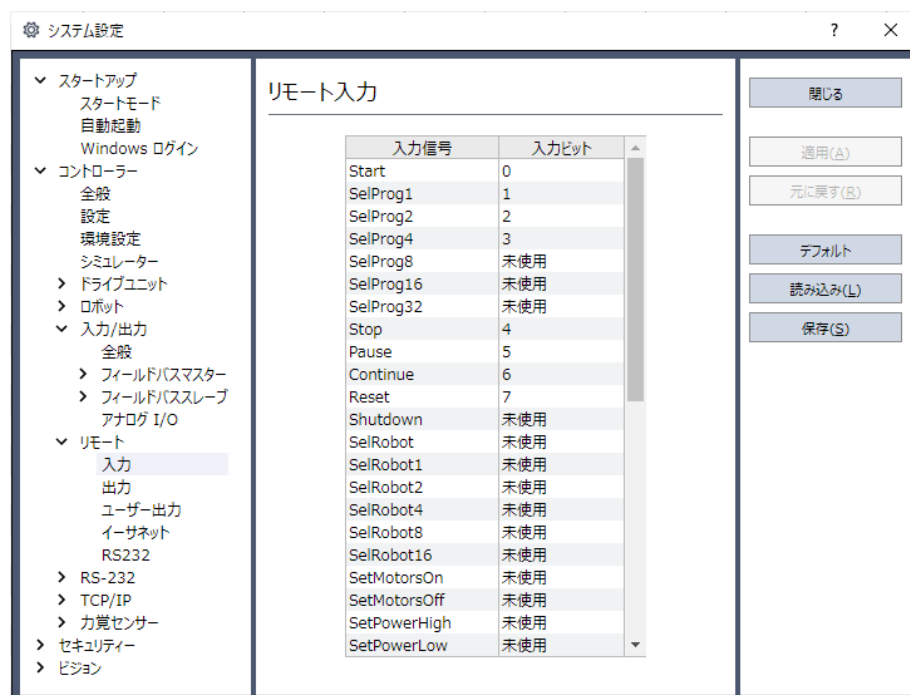 システム設定
?
スタートアップ
スタートモード
自動起動
Windows ログイン
コントローラー
全般
設定
環境設定
シミュレーター
ドライブユニット
ロボット
入力/出力
全般
フィールドバスマスター
フィールドバススレーブ
アナログ I/O
リモート
入力
出力
ユーザー出力
イーサネット
RS232
RS-232
TCP/IP
力覚センサー
セキュリティー
ビジョン
リモート入力
入力信号 入力ビット
Start 0
SelProg1 1
SelProg2 2
SelProg4 3
SelProg8 未使用
SelProg16 未使用
SelProg32 未使用
Stop 4
Pause 5
Continue 6
Reset 7
Shutdown 未使用
SelRobot 未使用
SelRobot1 未使用
SelRobot2 未使用
SelRobot4 未使用
SelRobot8 未使用
SelRobot16 未使用
SetMotorsOn 未使用
SetMotorsOff 未使用
SetPowerHigh 未使用
SetPowerLow 未使用
閉じる
適用(A)
元に戻す(R)
デフォルト
読み込み(L)
保存(S)